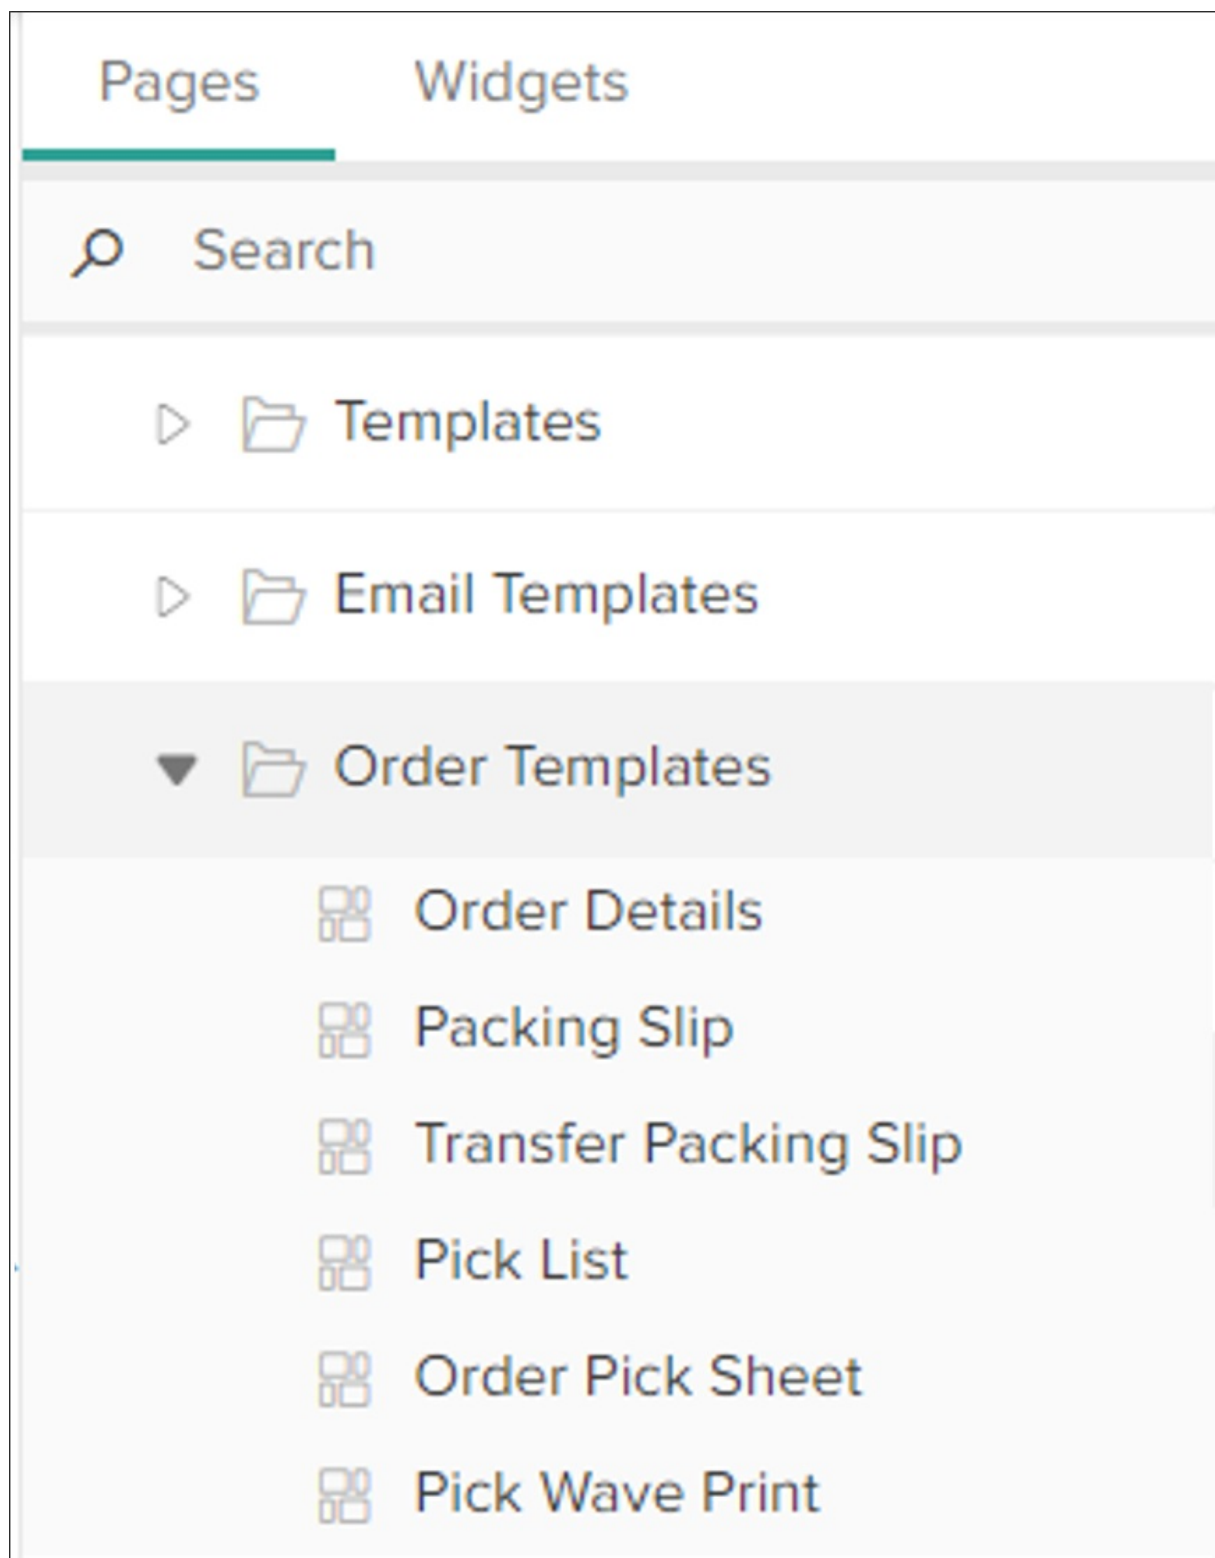 Pages Widgets
Search
Templates
Email Templates
Order Templates
Order Details
Packing Slip
Transfer Packing Slip
Pick List
Order Pick Sheet
Pick Wave Print